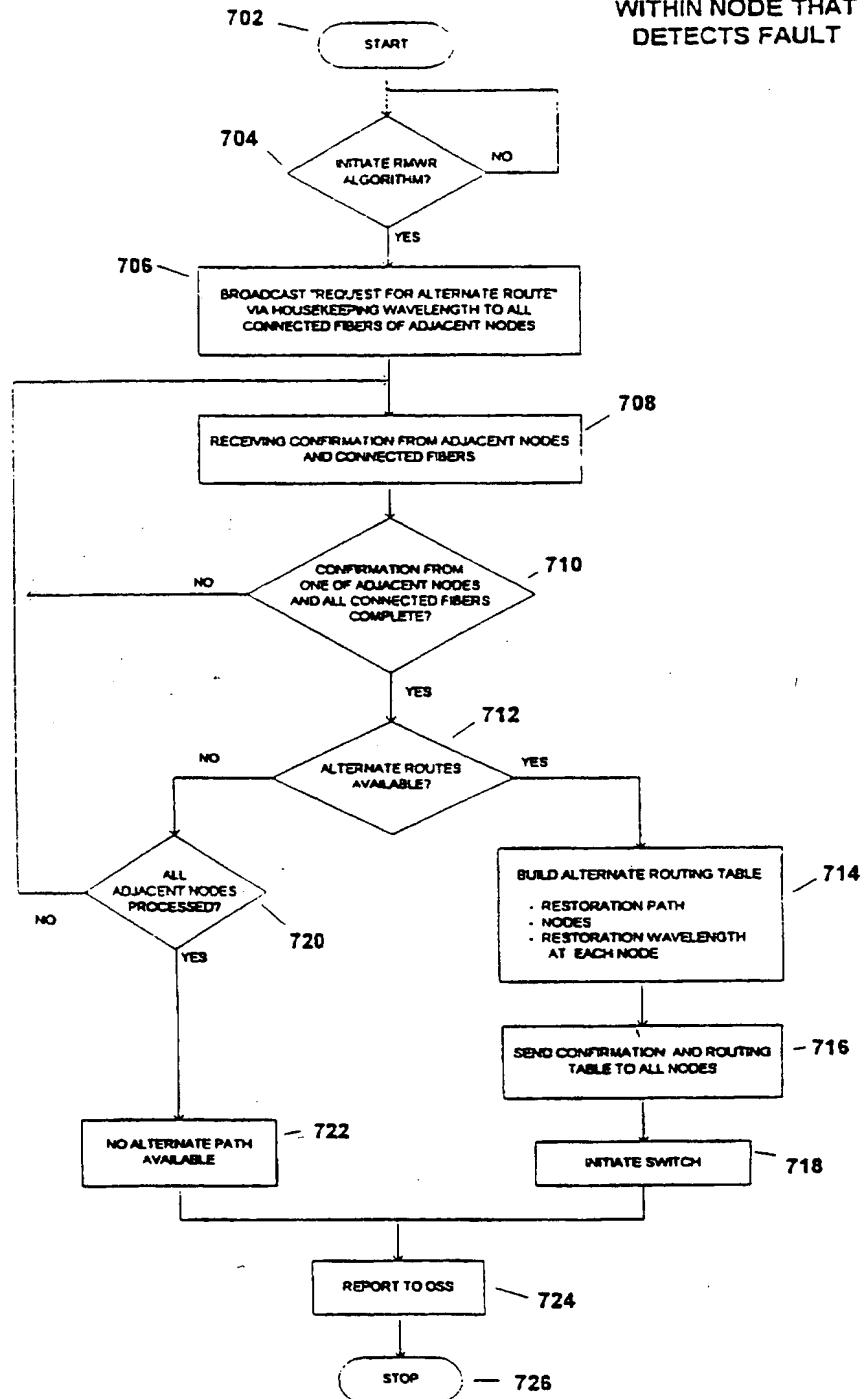 WITHIN NODE THAT
DETECTS FAULT
702
START
704
INITIATE RMWR
ALGORITHM?
NO
YES
706
BROADCAST "REQUEST FOR ALTERNATE ROUTE"
VIA HOUSEKEEPING WAVELENGTH TO ALL
CONNECTED FIBERS OF ADJACENT NODES
708
RECEIVING CONFIRMATION FROM ADJACENT NODES
AND CONNECTED FIBERS
710
CONFIRMATION FROM
ONE OF ADJACENT NODES
AND ALL CONNECTED FIBERS
COMPLETE?
NO
YES
712
ALTERNATE ROUTES
AVAILABLE?
NO
YES
ALL
ADJACENT NODES
PROCESSED?
NO
720
YES
BUILD ALTERNATE ROUTING TABLE
· RESTORATION PATH
· NODES
· RESTORATION WAVELENGTH
AT EACH NODE
714
SEND CONFIRMATION AND ROUTING
TABLE TO ALL NODES
716
NO ALTERNATE PATH
AVAILABLE
722
INITIATE SWITCH
718
REPORT TO OSS
724
STOP
726